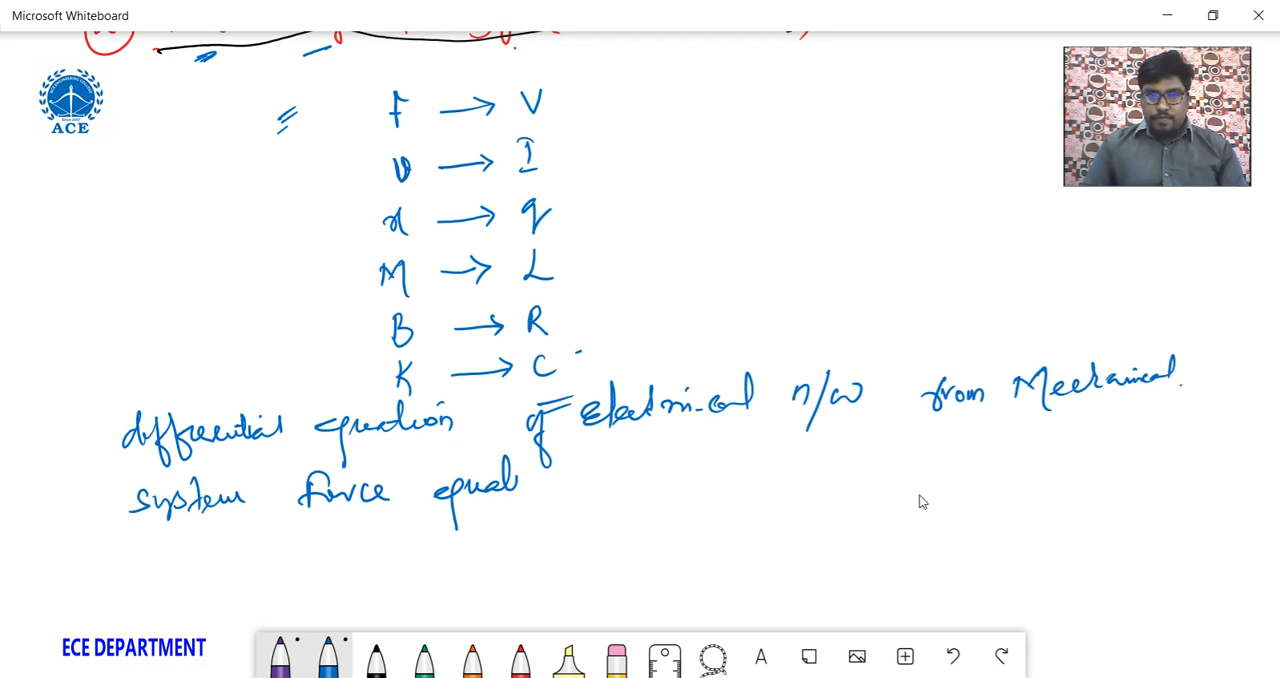 Microsoft Whiteboard
ACE
F → V
v → I
x → q
M → L
B → R
K → C
differential equation of electrical n/w from Mechanical.
system force equal
ECE DEPARTMENT
A